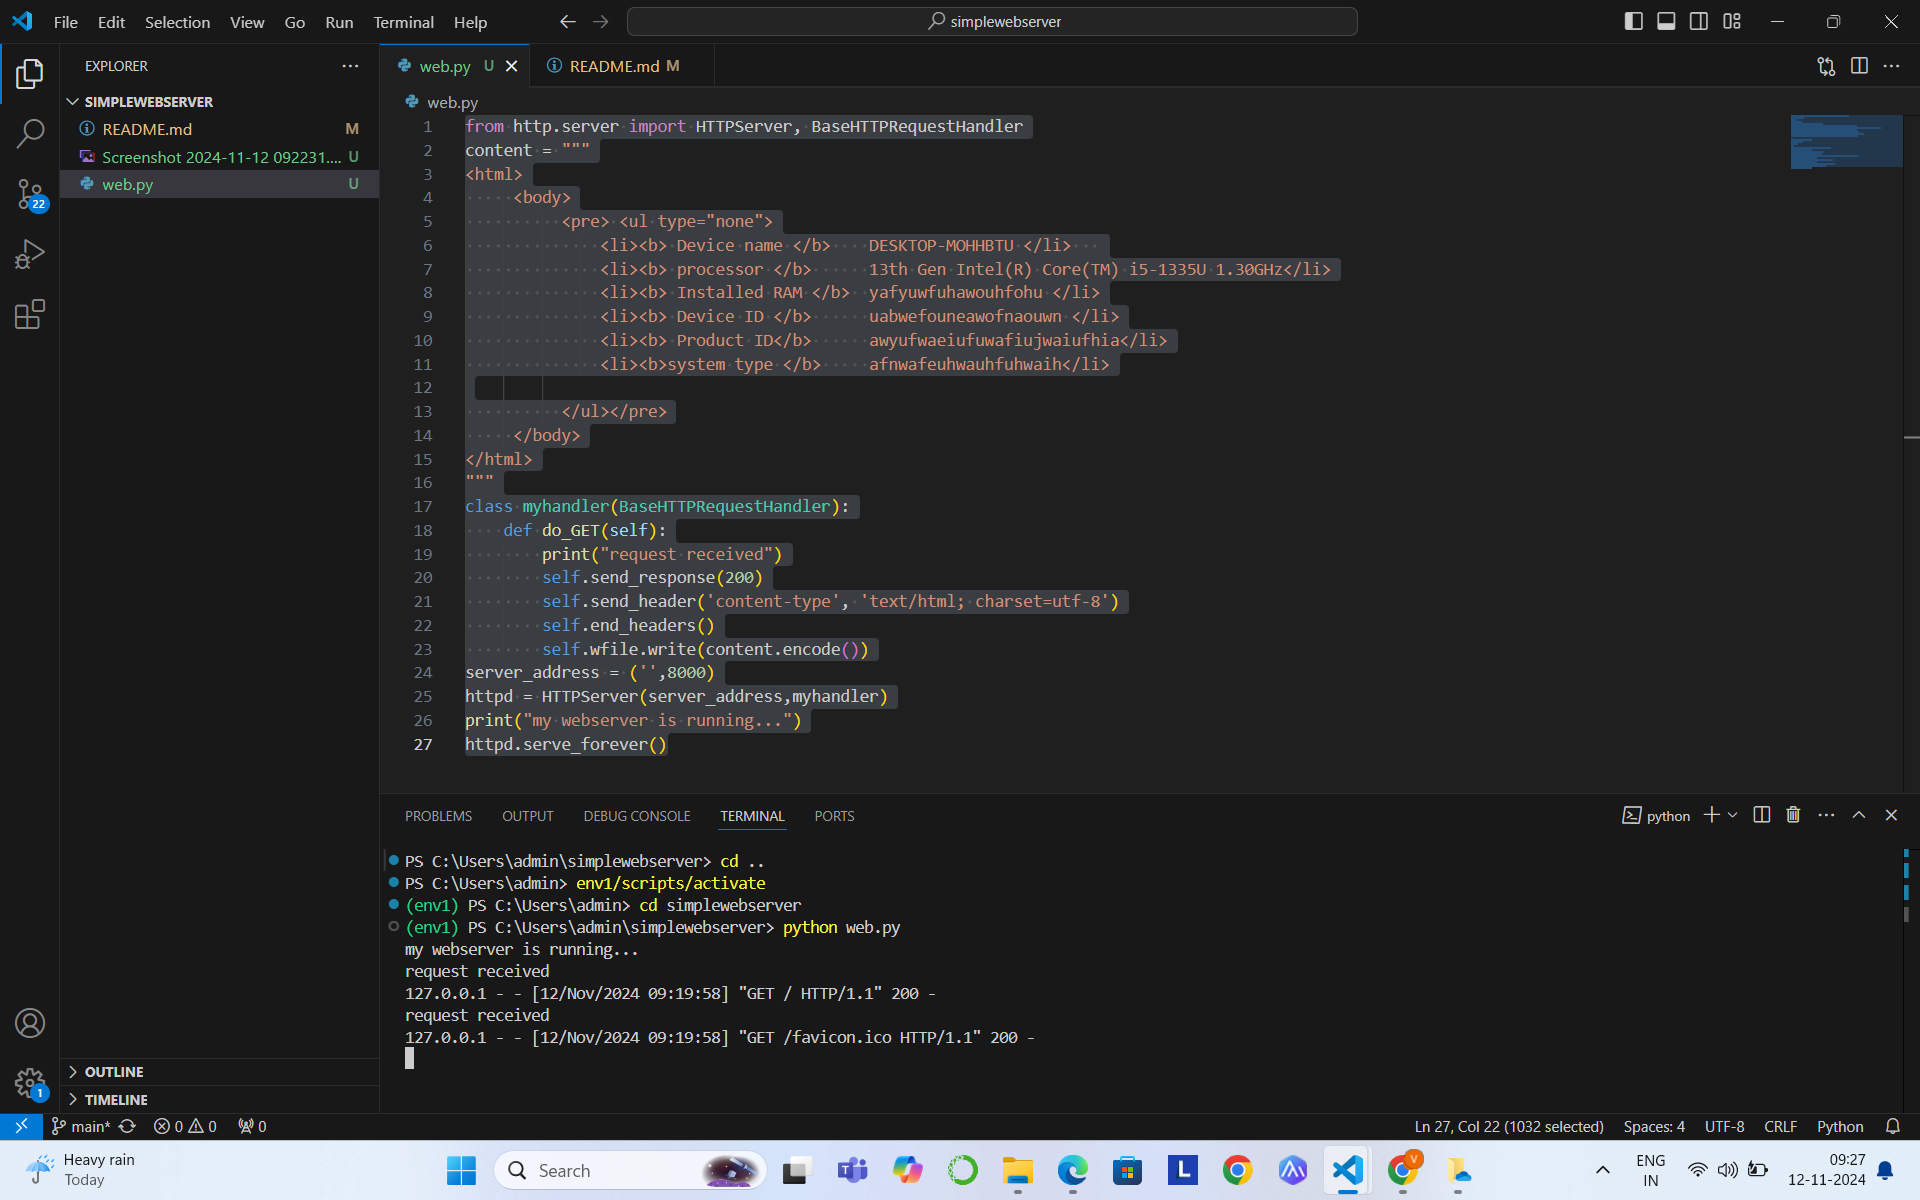 File Edit Selection View Go Run Terminal Help
simplewebserver
EXPLORER
SIMPLEWEBSERVER
README.md M
Screenshot 2024-11-12 092231.... U
web.py U
22
web.py U
README.md M
web.py
1 from http.server import HTTPServer, BaseHTTPRequestHandler
2 content = """
3 <html>
4 <body>
5 <pre> <ul type="none">
6 <li><b> Device name </b> DESKTOP-MOHHBTU </li>
7 <li><b> processor </b> 13th Gen Intel(R) Core(TM) i5-1335U 1.30GHz</li>
8 <li><b> Installed RAM </b> yafyuwfuhawouhfohu </li>
9 <li><b> Device ID </b> uabwefouneawofnaouwn </li>
10 <li><b> Product ID</b> awyufwaeiufuwafiujwaiufhia</li>
11 <li><b>system type </b> afnwafeuhwauhfuhwaih</li>
12
13 </ul></pre>
14 </body>
15 </html>
16 """
17 class myhandler(BaseHTTPRequestHandler):
18 def do_GET(self):
19 print("request received")
20 self.send_response(200)
21 self.send_header('content-type', 'text/html; charset=utf-8')
22 self.end_headers()
23 self.wfile.write(content.encode())
24 server_address = ('',8000)
25 httpd = HTTPServer(server_address,myhandler)
26 print("my webserver is running...")
27 httpd.serve_forever()
PROBLEMS OUTPUT DEBUG CONSOLE TERMINAL PORTS
python
PS C:\Users\admin\simplewebserver> cd ..
PS C:\Users\admin> env1/scripts/activate
(env1) PS C:\Users\admin> cd simplewebserver
(env1) PS C:\Users\admin\simplewebserver> python web.py
my webserver is running...
request received
127.0.0.1 - - [12/Nov/2024 09:19:58] "GET / HTTP/1.1" 200 -
request received
127.0.0.1 - - [12/Nov/2024 09:19:58] "GET /favicon.ico HTTP/1.1" 200 -
OUTLINE
TIMELINE
1
main* 0 0 0
Ln 27, Col 22 (1032 selected) Spaces: 4 UTF-8 CRLF Python
Heavy rain
Today
Search
L
V
ENG
IN
09:27
12-11-2024